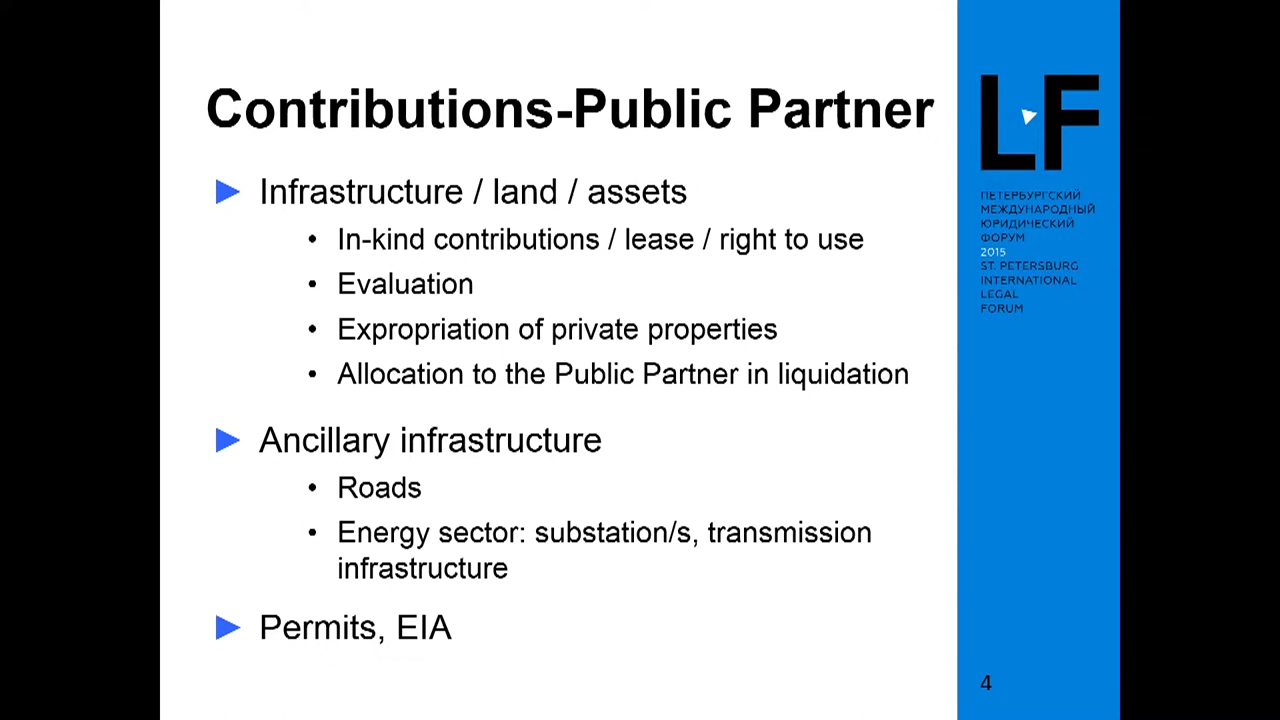 Contributions-Public Partner
► Infrastructure / land / assets
• In-kind contributions / lease / right to use
• Evaluation
• Expropriation of private properties
• Allocation to the Public Partner in liquidation
► Ancillary infrastructure
• Roads
• Energy sector: substation/s, transmission
infrastructure
► Permits, EIA
LF
ПЕТЕРБУРГСКИЙ
МЕЖДУНАРОДНЫЙ
ЮРИДИЧЕСКИЙ
ФОРУМ
2015
ST. PETERSBURG
INTERNATIONAL
LEGAL
FORUM
4